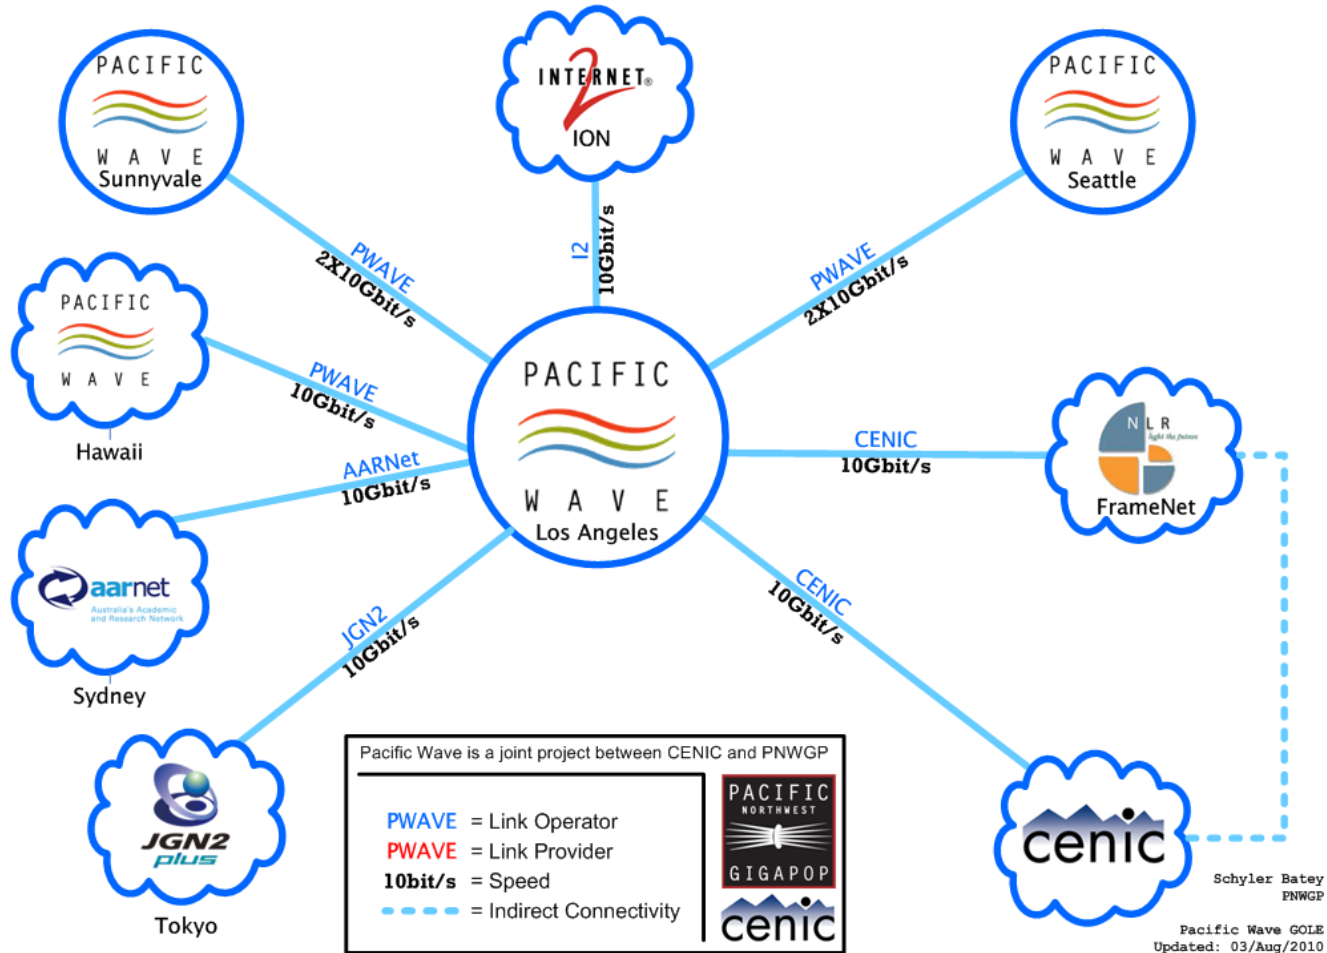 PACIFIC
WAVE
Sunnyvale
INTERNET®
2
ION
PACIFIC
WAVE
Seattle
PWAVE
2X10Gbit/s
I2
10Gbit/s
PWAVE
2X10Gbit/s
PACIFIC
WAVE
Hawaii
PWAVE
10Gbit/s
PACIFIC
WAVE
Los Angeles
CENIC
10Gbit/s
NLR
light the future
FrameNet
AARNet
10Gbit/s
aarnet
Australia's Academic
and Research Network
Sydney
JGN2
10Gbit/s
CENIC
10Gbit/s
JGN2
plus
Tokyo
Pacific Wave is a joint project between CENIC and PNWGP
PWAVE = Link Operator
PWAVE = Link Provider
10bit/s = Speed
= Indirect Connectivity
PACIFIC
NORTHWEST
GIGAPOP
cenic
cenic
Schyler Batey
PNWGP
Pacific Wave GOLE
Updated: 03/Aug/2010